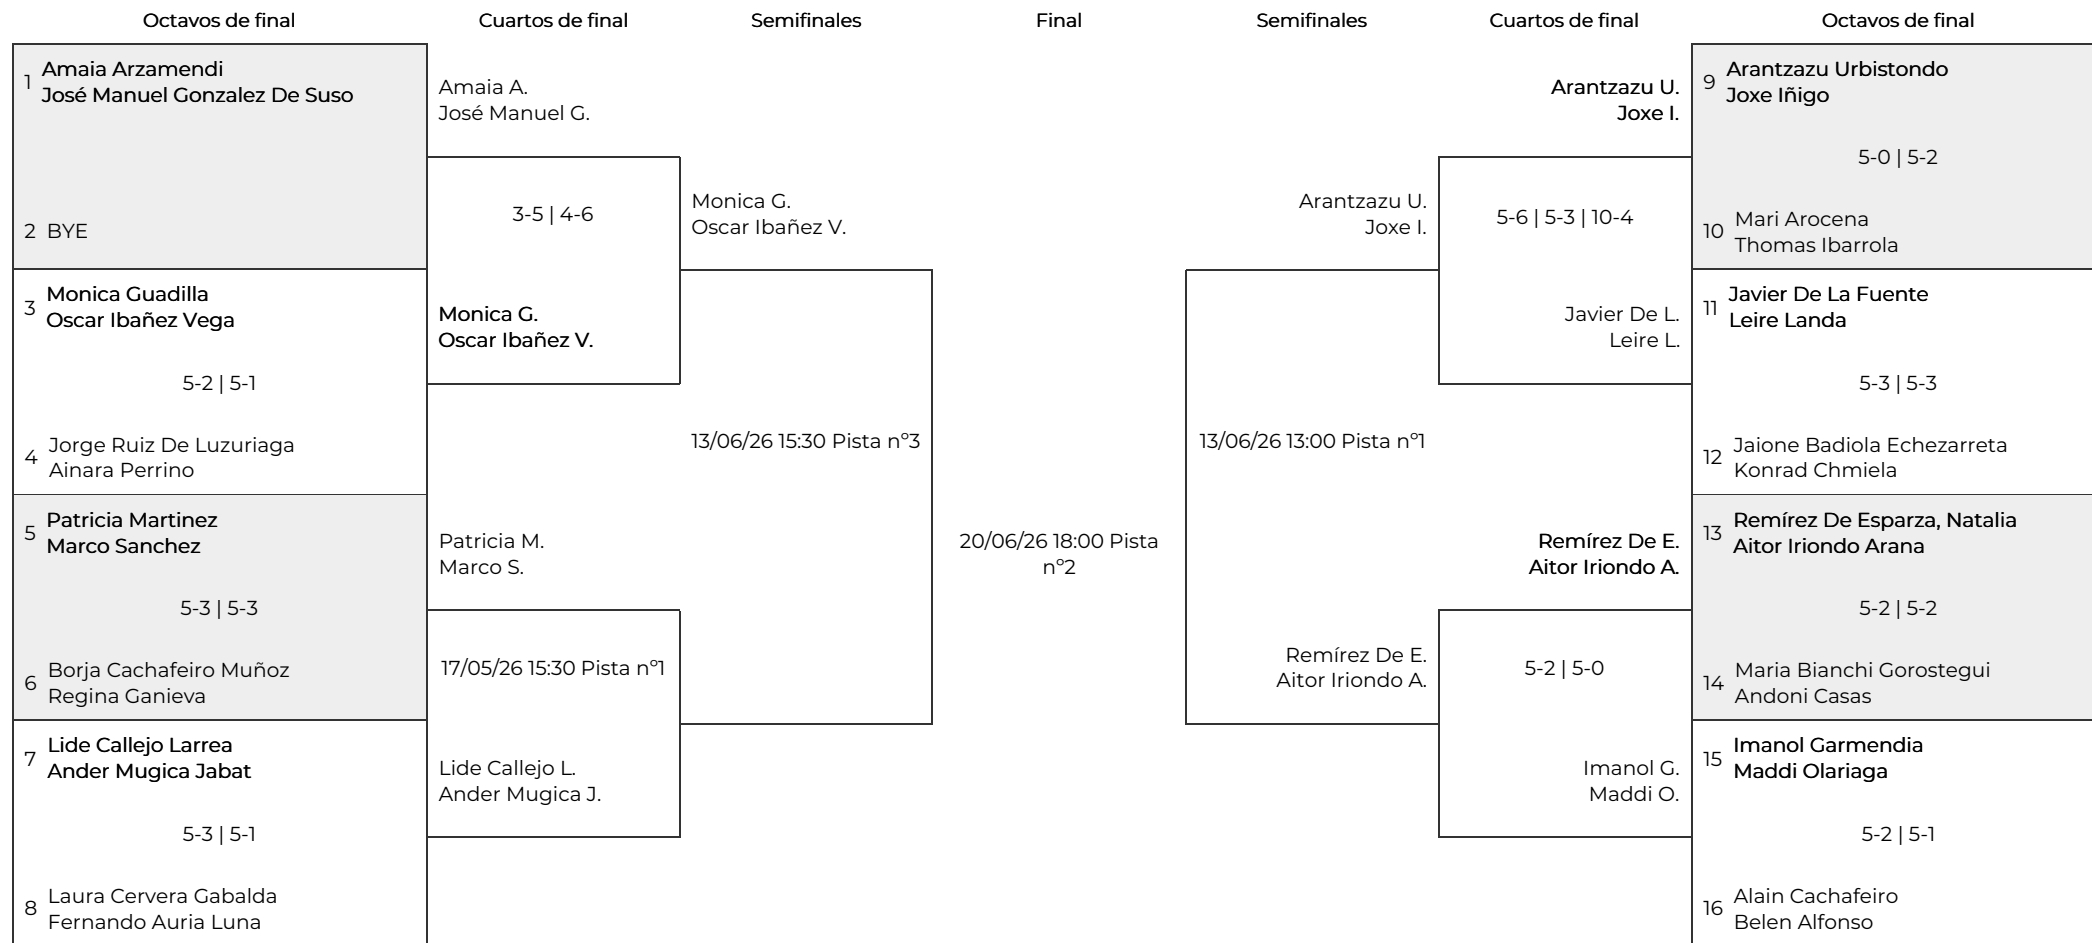 Octavos de final
Cuartos de final
Semifinales
Final
Semifinales
Cuartos de final
Octavos de final
1
Amaia Arzamendi
José Manuel Gonzalez De Suso
2 BYE
3
Monica Guadilla
Oscar Ibañez Vega
5-2 | 5-1
4
Jorge Ruiz De Luzuriaga
Ainara Perrino
5
Patricia Martinez
Marco Sanchez
5-3 | 5-3
6
Borja Cachafeiro Muñoz
Regina Ganieva
7
Lide Callejo Larrea
Ander Mugica Jabat
5-3 | 5-1
8
Laura Cervera Gabalda
Fernando Auria Luna
Amaia A.
José Manuel G.
3-5 | 4-6
Monica G.
Oscar Ibañez V.
Patricia M.
Marco S.
17/05/26 15:30 Pista nº1
Lide Callejo L.
Ander Mugica J.
Monica G.
Oscar Ibañez V.
13/06/26 15:30 Pista nº3
20/06/26 18:00 Pista
nº2
Arantzazu U.
Joxe I.
13/06/26 13:00 Pista nº1
Remírez De E.
Aitor Iriondo A.
Arantzazu U.
Joxe I.
5-6 | 5-3 | 10-4
Javier De L.
Leire L.
Remírez De E.
Aitor Iriondo A.
5-2 | 5-0
Imanol G.
Maddi O.
9
Arantzazu Urbistondo
Joxe Iñigo
5-0 | 5-2
10
Mari Arocena
Thomas Ibarrola
11
Javier De La Fuente
Leire Landa
5-3 | 5-3
12
Jaione Badiola Echezarreta
Konrad Chmiela
13
Remírez De Esparza, Natalia
Aitor Iriondo Arana
5-2 | 5-2
14
Maria Bianchi Gorostegui
Andoni Casas
15
Imanol Garmendia
Maddi Olariaga
5-2 | 5-1
16
Alain Cachafeiro
Belen Alfonso